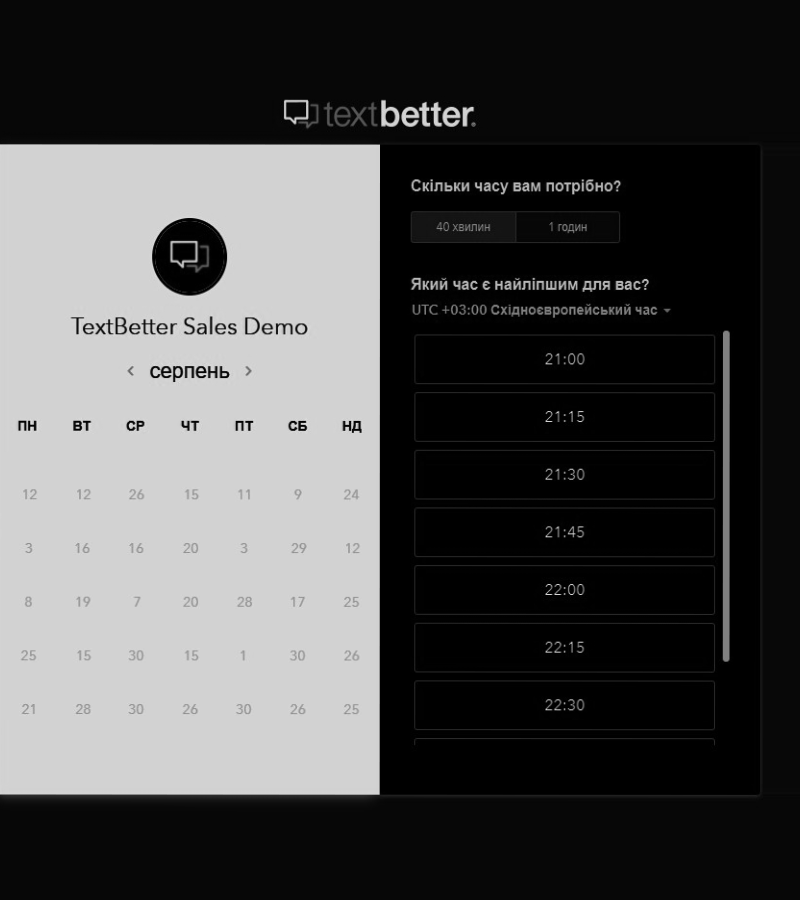 textbetter.
TextBetter Sales Demo
серпень
ПН ВТ СР ЧТ ПТ СБ НД
12 12 26 15 11 9 24
3 16 16 20 3 29 12
8 19 7 20 28 17 25
25 15 30 15 1 30 26
21 28 30 26 30 26 25
Скільки часу вам потрібно?
40 хвилин 1 годин
Який час є найліпшим для вас?
UTC +03:00 Східноєвропейський час
21:00
21:15
21:30
21:45
22:00
22:15
22:30